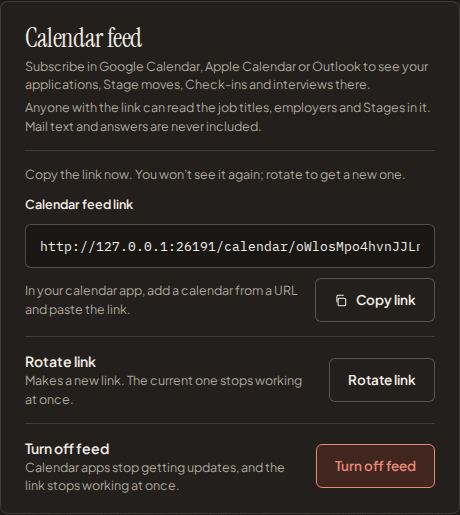 Calendar feed
Subscribe in Google Calendar, Apple Calendar or Outlook to see your
applications, Stage moves, Check-ins and interviews there.
Anyone with the link can read the job titles, employers and Stages in it.
Mail text and answers are never included.
Copy the link now. You won't see it again; rotate to get a new one.
Calendar feed link
http://127.0.0.1:26191/calendar/oWlosMpo4hvnJJL
In your calendar app, add a calendar from a URL
and paste the link.
Copy link
Rotate link
Makes a new link. The current one stops working
at once.
Rotate link
Turn off feed
Calendar apps stop getting updates, and the
link stops working at once.
Turn off feed